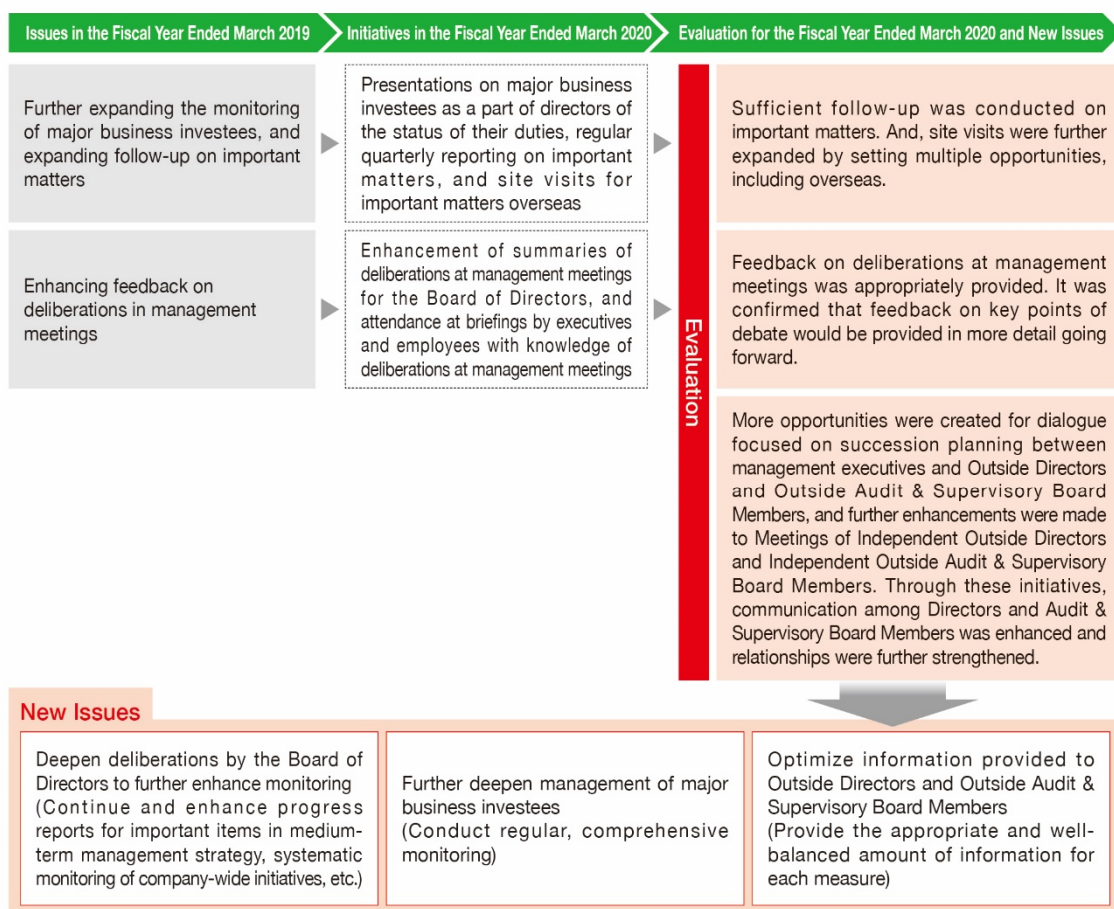 Issues in the Fiscal Year Ended March 2019
Initiatives in the Fiscal Year Ended March 2020
Evaluation for the Fiscal Year Ended March 2020 and New Issues
Further expanding the monitoring
of major business investees, and
expanding follow-up on important
matters
Presentations on major business
investees as a part of directors of
the status of their duties, regular
quarterly reporting on important
matters, and site visits for
important matters overseas
Evaluation
Sufficient follow-up was conducted on
important matters. And, site visits were further
expanded by setting multiple opportunities,
including overseas.
Enhancing feedback on
deliberations in management
meetings
Enhancement of summaries of
deliberations at management meetings
for the Board of Directors, and
attendance at briefings by executives
and employees with knowledge of
deliberations at management meetings
Feedback on deliberations at management
meetings was appropriately provided. It was
confirmed that feedback on key points of
debate would be provided in more detail going
forward.
More opportunities were created for dialogue
focused on succession planning between
management executives and Outside Directors
and Outside Audit & Supervisory Board
Members, and further enhancements were made
to Meetings of Independent Outside Directors
and Independent Outside Audit & Supervisory
Board Members. Through these initiatives,
communication among Directors and Audit &
Supervisory Board Members was enhanced and
relationships were further strengthened.
New Issues
Deepen deliberations by the Board of
Directors to further enhance monitoring
(Continue and enhance progress
reports for important items in medium-
term management strategy, systematic
monitoring of company-wide initiatives, etc.)
Further deepen management of major
business investees
(Conduct regular, comprehensive
monitoring)
Optimize information provided to
Outside Directors and Outside Audit &
Supervisory Board Members
(Provide the appropriate and well-
balanced amount of information for
each measure)